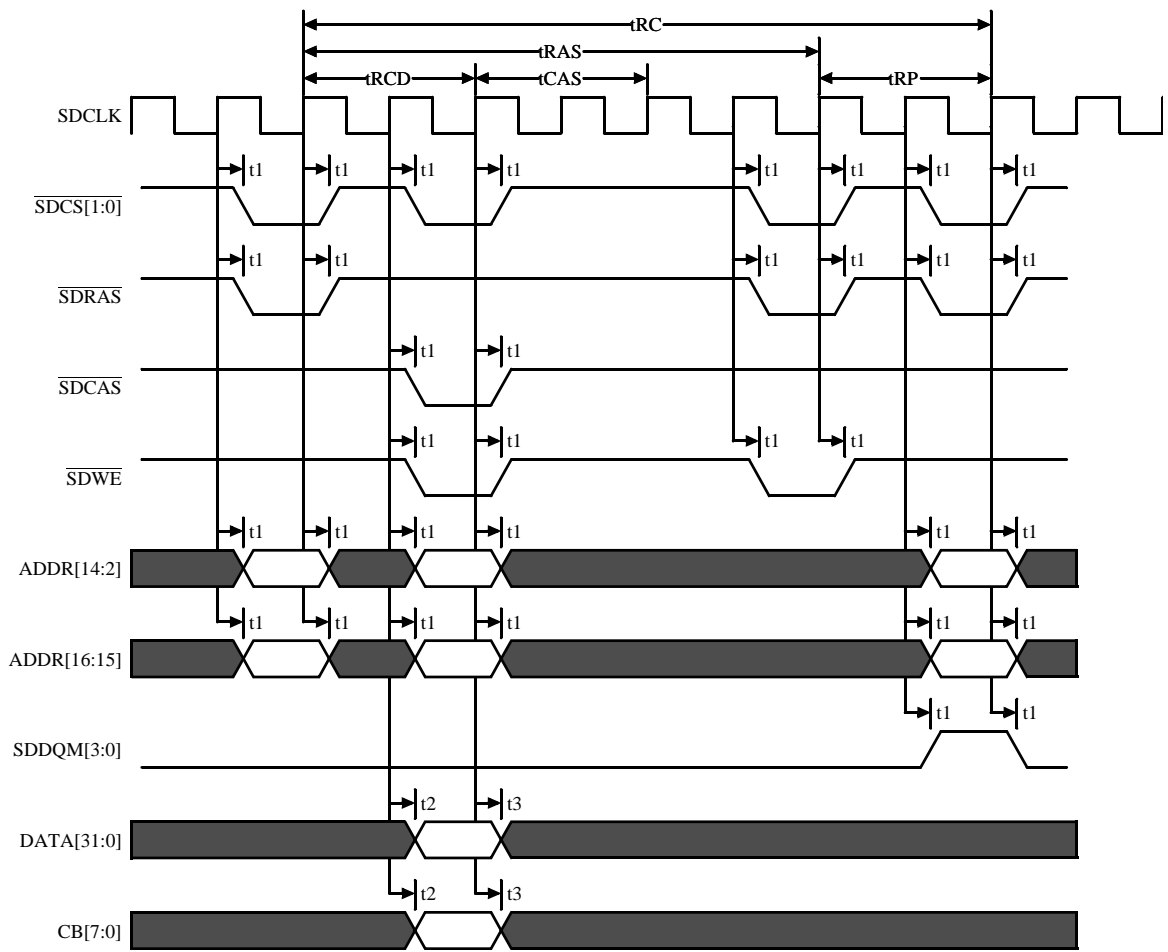 tRC
tRAS
tRCD tCAS tRP
SDCLK
t1 t1 t1 t1 t1 t1 t1 t1
SDCS[1:0]
t1 t1 t1 t1 t1 t1
SDRAS
t1 t1
SDCAS
t1 t1 t1 t1
SDWE
t1 t1 t1 t1 t1 t1
ADDR[14:2]
t1 t1 t1 t1 t1 t1
ADDR[16:15]
t1 t1
SDDQM[3:0]
t2 t3
DATA[31:0]
t2 t3
CB[7:0]